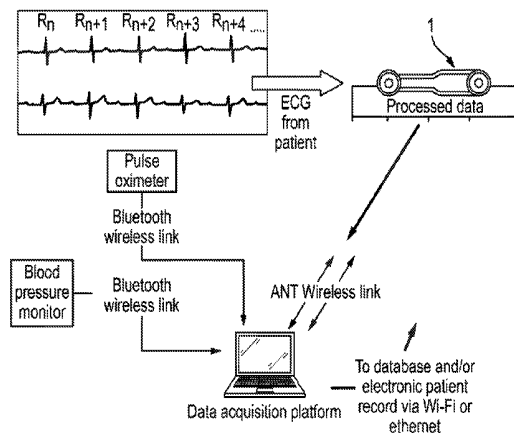 Rn Rn+1 Rn+2 Rn+3 Rn+4 .....
1
ECG
from
patient
Processed data
Pulse
oximeter
Bluetooth
wireless link
Blood
pressure
monitor
Bluetooth
wireless link
ANT Wireless link
Data acquisition platform
To database and/or
electronic patient
record via Wi-Fi or
ethernet